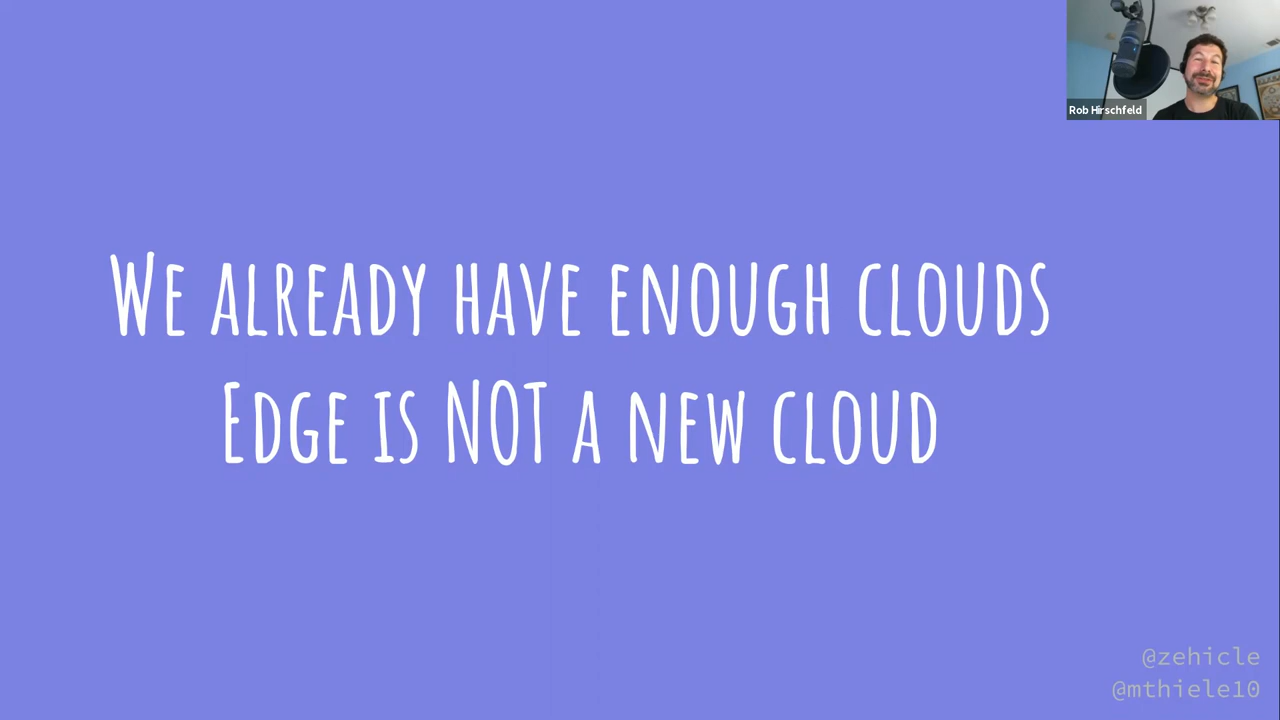 Rob Hirschfeld
We already have enough clouds
Edge is NOT a new cloud
@zehicle
@mthiele10